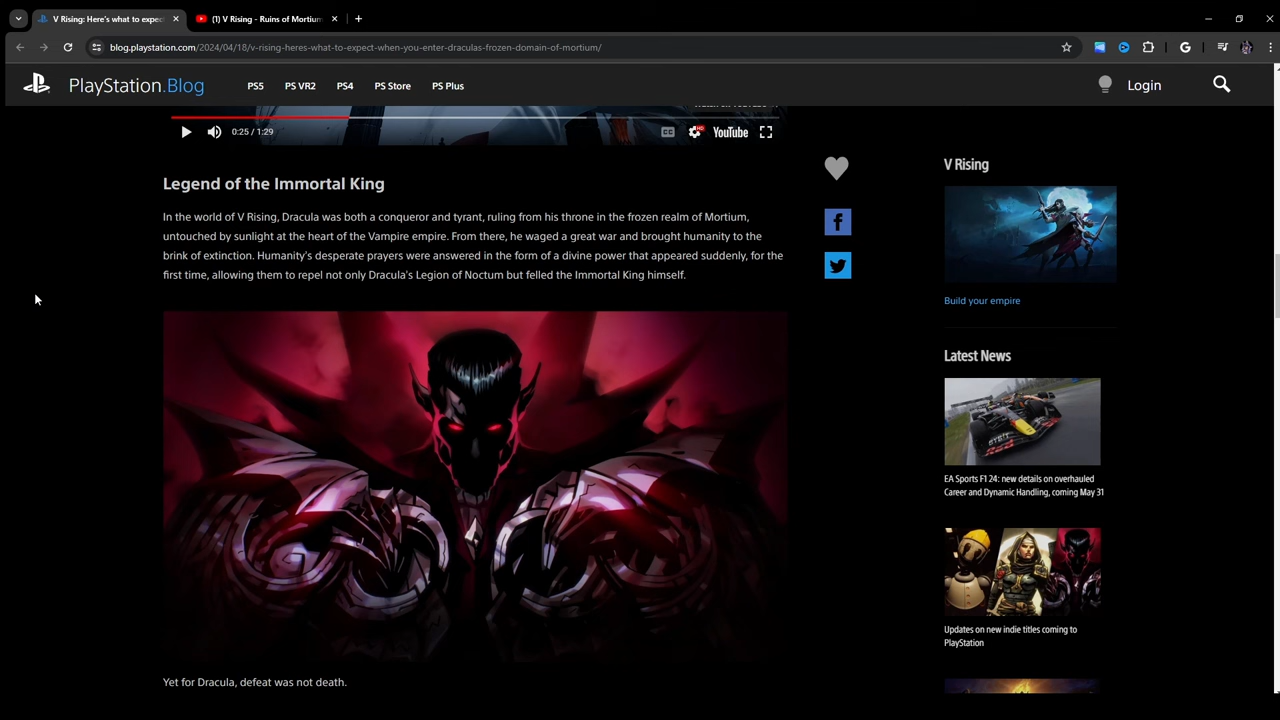 V Rising: Here's what to expec
(1) V Rising - Ruins of Mortium
blog.playstation.com/2024/04/18/v-rising-heres-what-to-expect-when-you-enter-draculas-frozen-domain-of-mortium/
PlayStation.Blog
PS5
PS VR2
PS4
PS Store
PS Plus
Login
0:25 / 1:29
CC
HD
YouTube
Legend of the Immortal King
In the world of V Rising, Dracula was both a conqueror and tyrant, ruling from his throne in the frozen realm of Mortium,
untouched by sunlight at the heart of the Vampire empire. From there, he waged a great war and brought humanity to the
brink of extinction. Humanity's desperate prayers were answered in the form of a divine power that appeared suddenly, for the
first time, allowing them to repel not only Dracula's Legion of Noctum but felled the Immortal King himself.
Yet for Dracula, defeat was not death.
V Rising
Build your empire
Latest News
EA Sports F1 24: new details on overhauled
Career and Dynamic Handling, coming May 31
Updates on new indie titles coming to
PlayStation